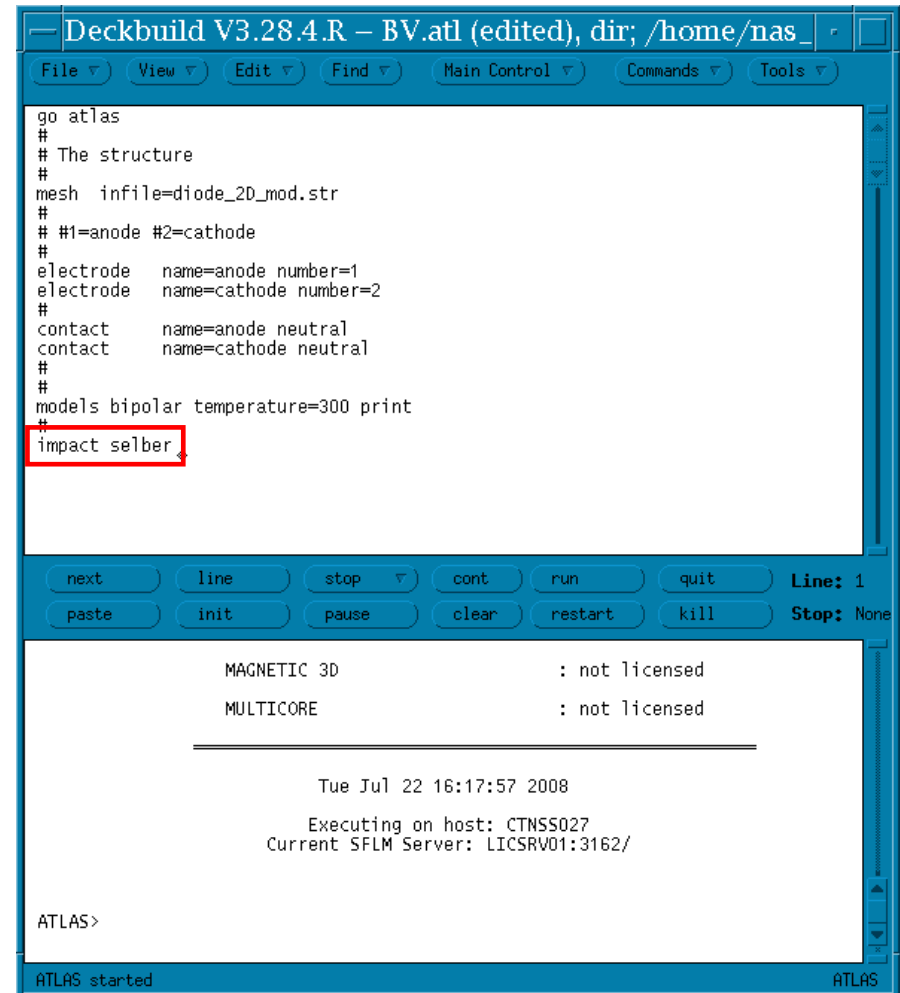 Deckbuild V3.28.4.R – BV.atl (edited), dir; /home/nas_
File View Edit Find Main Control Commands Tools
go atlas
#
# The structure
#
mesh  infile=diode_2D_mod.str
#
# #1=anode #2=cathode
#
electrode   name=anode number=1
electrode   name=cathode number=2
#
contact     name=anode neutral
contact     name=cathode neutral
#
#
models bipolar temperature=300 print
#
impact selber
next line stop cont run quit Line: 1
paste init pause clear restart kill Stop: None
MAGNETIC 3D : not licensed
MULTICORE : not licensed
Tue Jul 22 16:17:57 2008
Executing on host: CTNSS027
Current SFLM Server: LICSRV01:3162/
ATLAS>
ATLAS started ATLAS